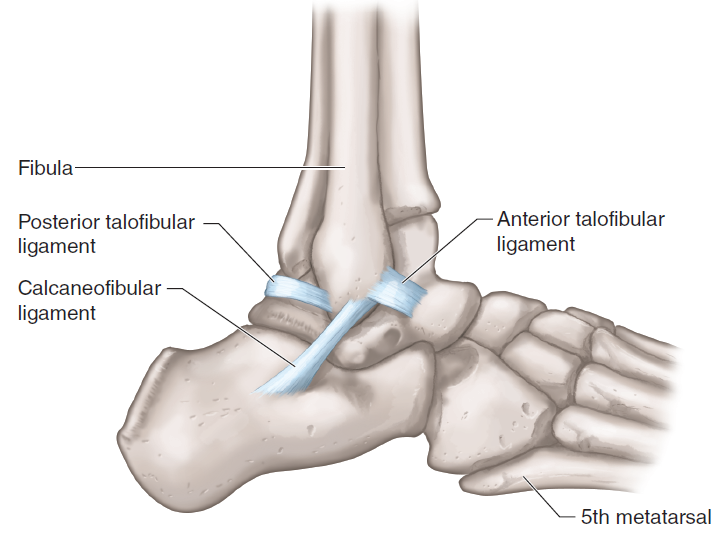 Fibula
Posterior talofibular
ligament
Calcaneofibular
ligament
Anterior talofibular
ligament
5th metatarsal